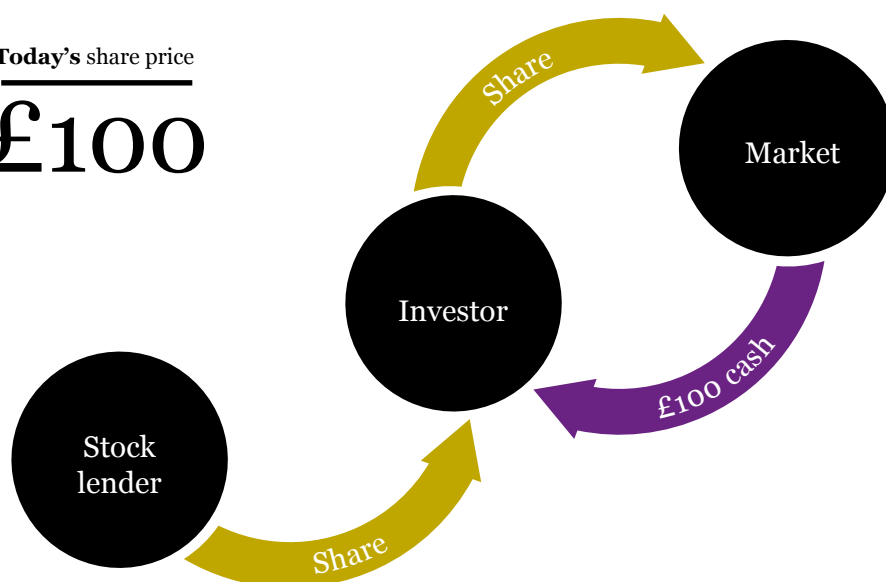 Today's share price
£100
Share
Market
Investor
£100 cash
Stock
lender
Share